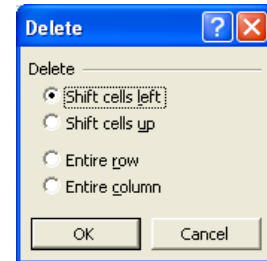 Delete
Delete
Shift cells left
Shift cells up
Entire row
Entire column
OK Cancel